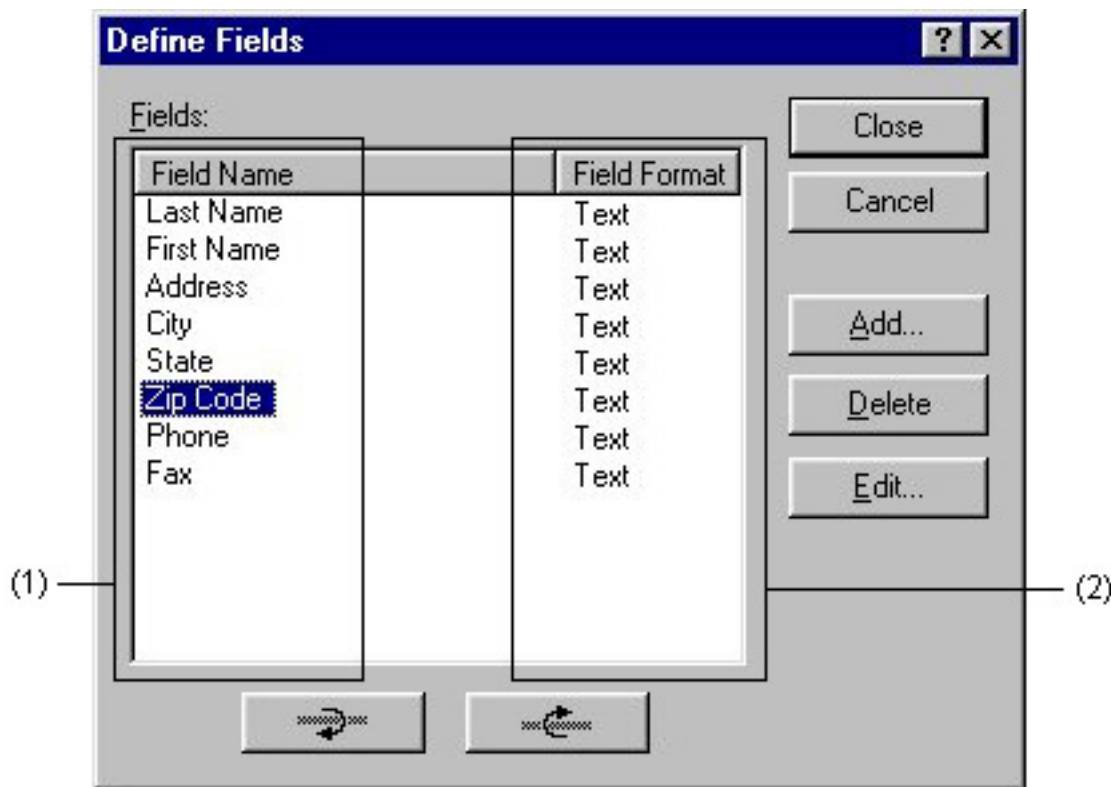 Define Fields
Fields:
Close
Field Name Field Format
Cancel
Last Name Text
First Name Text
Address Text
Add...
City Text
State Text
Zip Code Text
Delete
Phone Text
Fax Text
Edit...
(1)
(2)